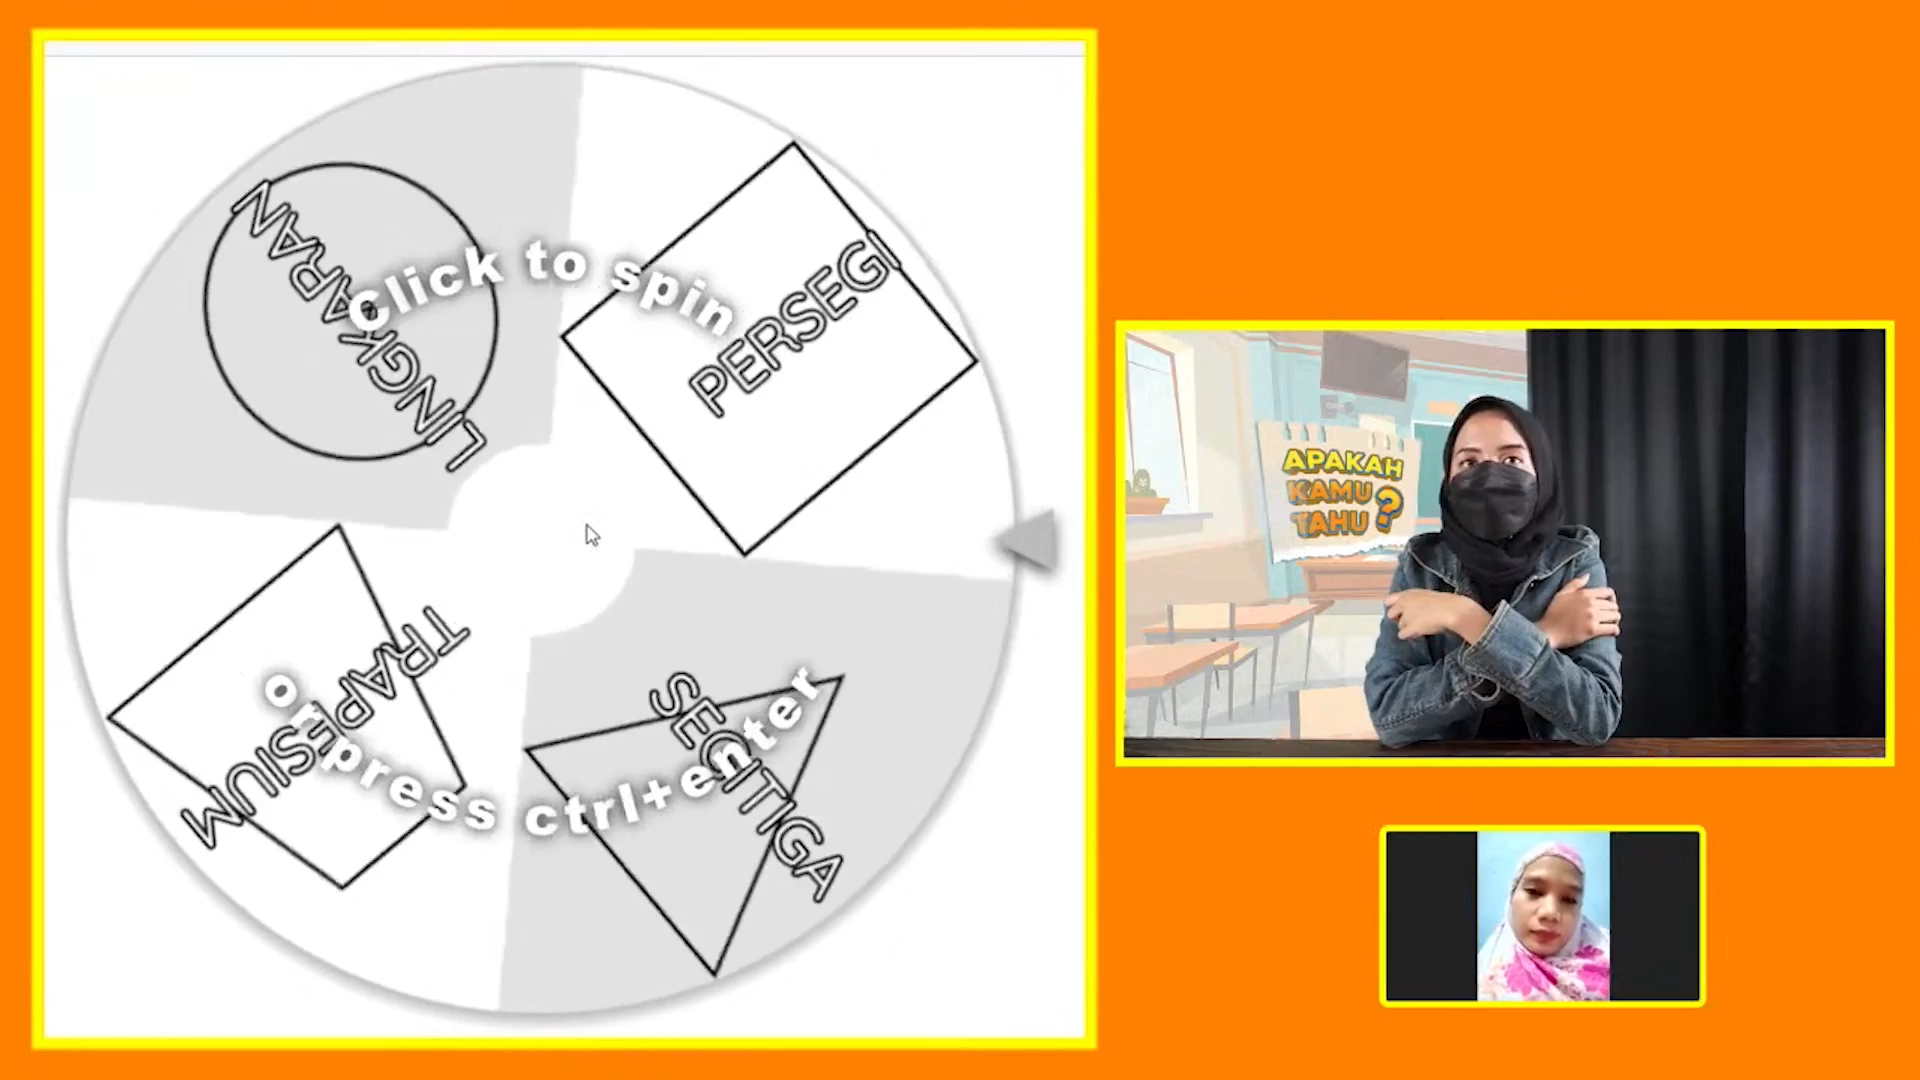 Click to spin
LINGKARAN
PERSEGI
TRAPESIUM
SEGITIGA
or press ctrl+enter
APAKAH
KAMU
TAHU ?